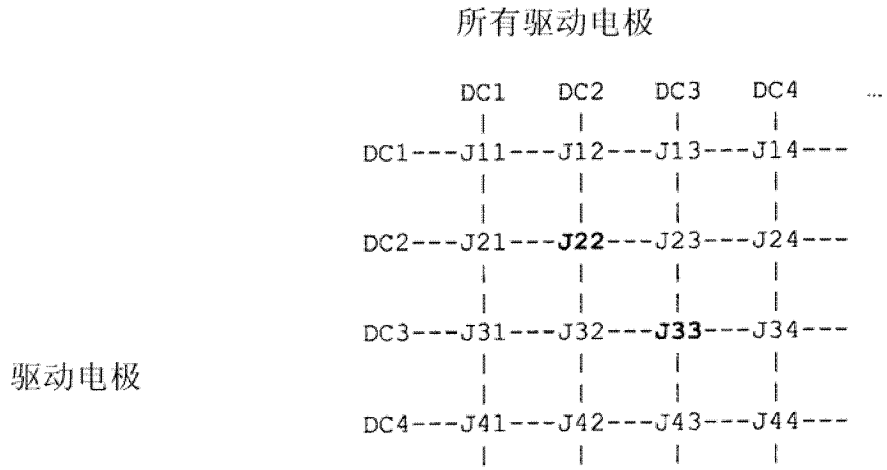 所有驱动电极
DC1 DC2 DC3 DC4 …
| | | |
DC1---J11---J12---J13---J14---
| | | |
| | | |
DC2---J21---J22---J23---J24---
| | | |
| | | |
DC3---J31---J32---J33---J34---
驱动电极
| | | |
| | | |
DC4---J41---J42---J43---J44---
| | | |